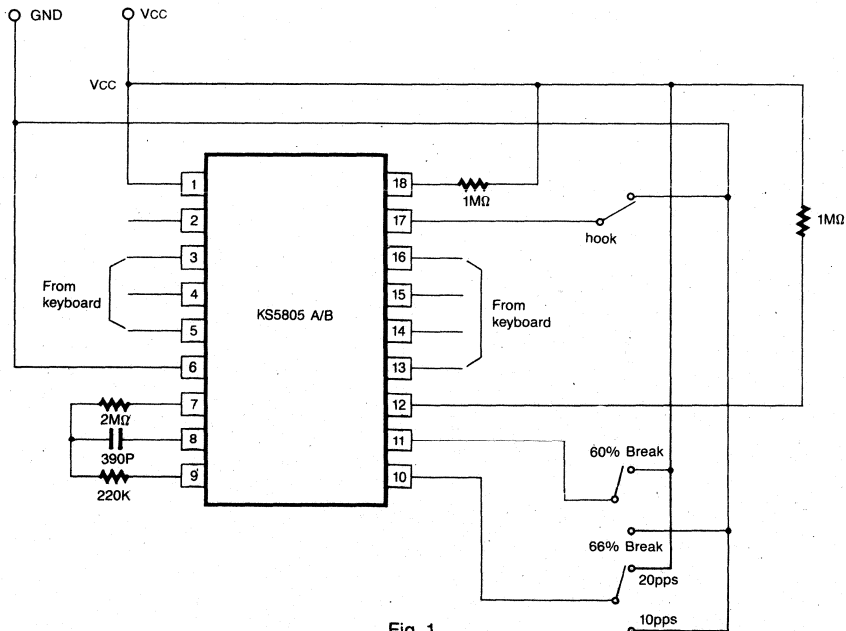 GND
VCC
VCC
1
18
1MΩ
2
17
hook
1MΩ
3
16
From
keyboard
4
15
From
keyboard
5
14
KS5805 A/B
6
13
7
12
2MΩ
8
11
390P
60% Break
9
10
220K
66% Break
20pps
10pps
Fig. 1